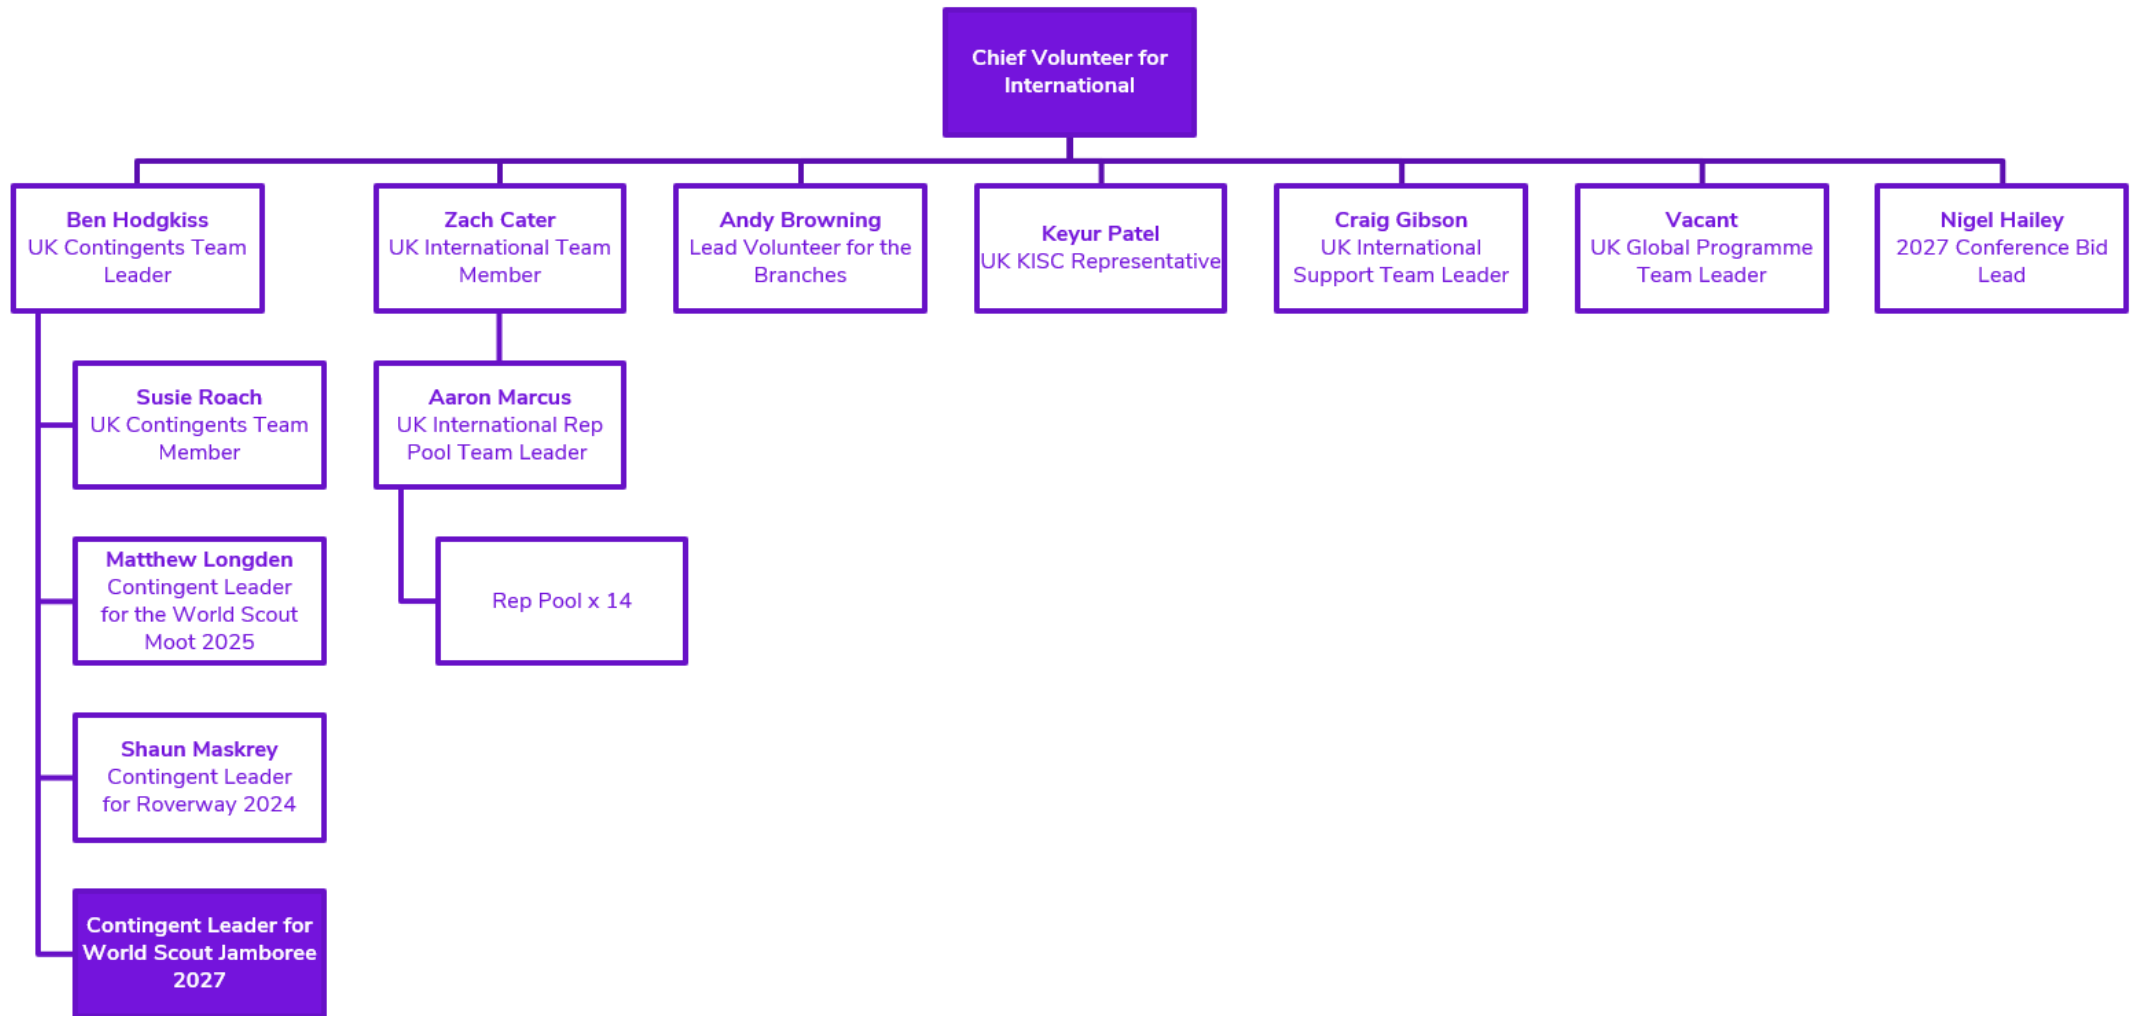 Chief Volunteer for
International
Ben Hodgkiss
UK Contingents Team
Leader
Zach Cater
UK International Team
Member
Andy Browning
Lead Volunteer for the
Branches
Keyur Patel
UK KISC Representative
Craig Gibson
UK International
Support Team Leader
Vacant
UK Global Programme
Team Leader
Nigel Hailey
2027 Conference Bid
Lead
Susie Roach
UK Contingents Team
Member
Aaron Marcus
UK International Rep
Pool Team Leader
Matthew Longden
Contingent Leader
for the World Scout
Moot 2025
Rep Pool x 14
Shaun Maskrey
Contingent Leader
for Roverway 2024
Contingent Leader for
World Scout Jamboree
2027